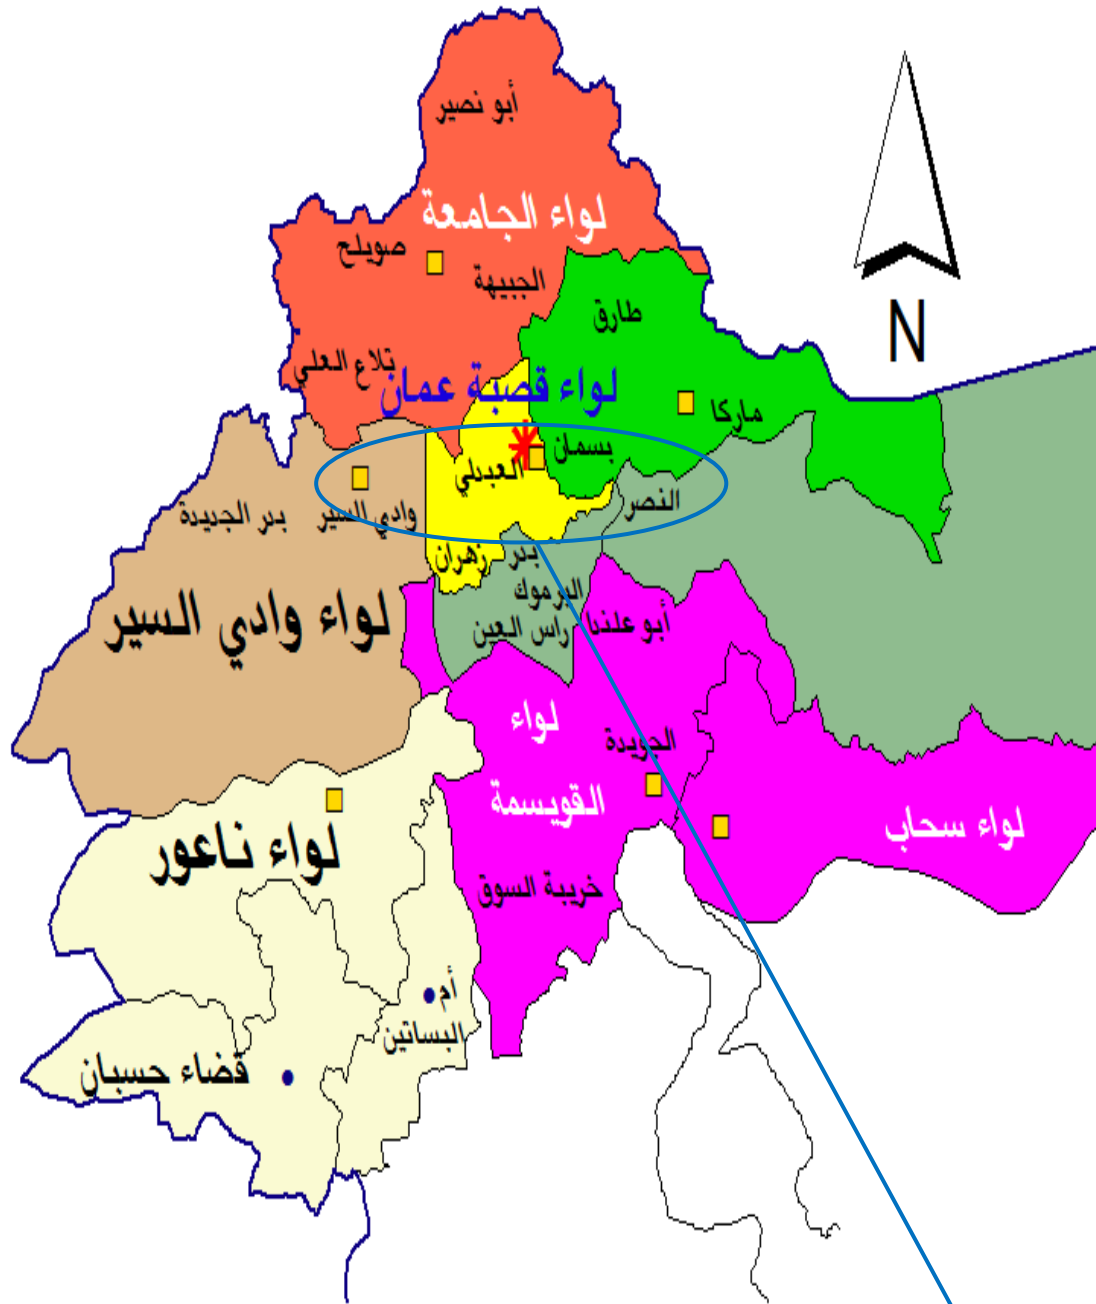 أبو نصير
لواء الجامعة
صويلح
الجبيهة
طارق
تلاع العلي
لواء قصبة عمان
ماركا
بسمان
العبدلي
النصر
وادي السير
بدر الجديدة
زهران
بدر
اليرموك
راس العين
أبو علندا
لواء وادي السير
لواء
القويسمة
الجويدة
لواء سحاب
لواء ناعور
خريبة السوق
أم
البساتين
قضاء حسبان
N